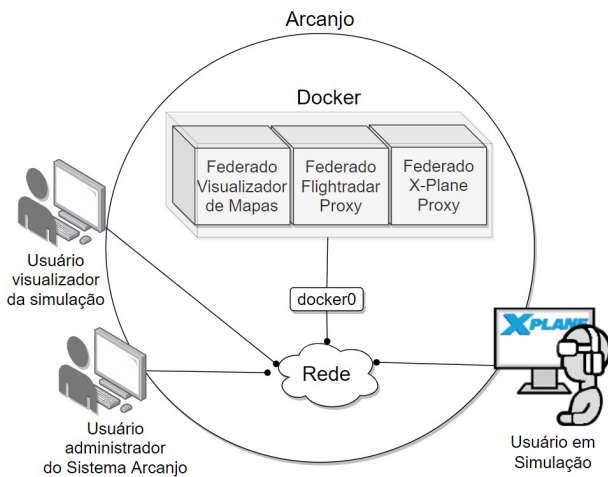 Arcanjo
Docker
Federado
Visualizador
de Mapas
Federado
Flightradar
Proxy
Federado
X-Plane
Proxy
Usuário
visualizador
da simulação
docker0
X PLANE
Rede
Usuário
administrador
do Sistema Arcanjo
Usuário em
Simulação